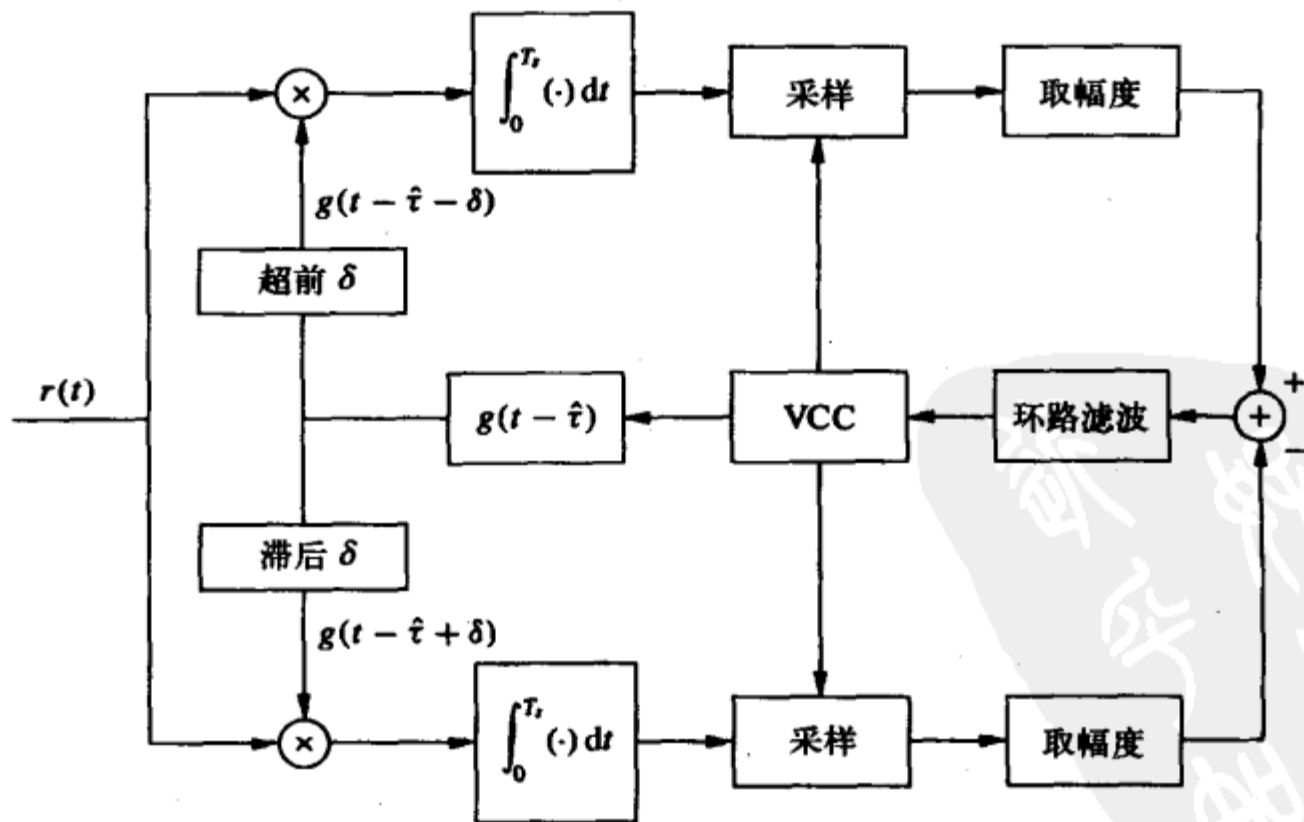 ∫₀^{T_s} (·) dt
采样
取幅度
×
g(t − τ̂ − δ)
超前 δ
r(t)
g(t − τ̂)
VCC
环路滤波
+
+
−
滞后 δ
g(t − τ̂ + δ)
×
∫₀^{T_s} (·) dt
采样
取幅度